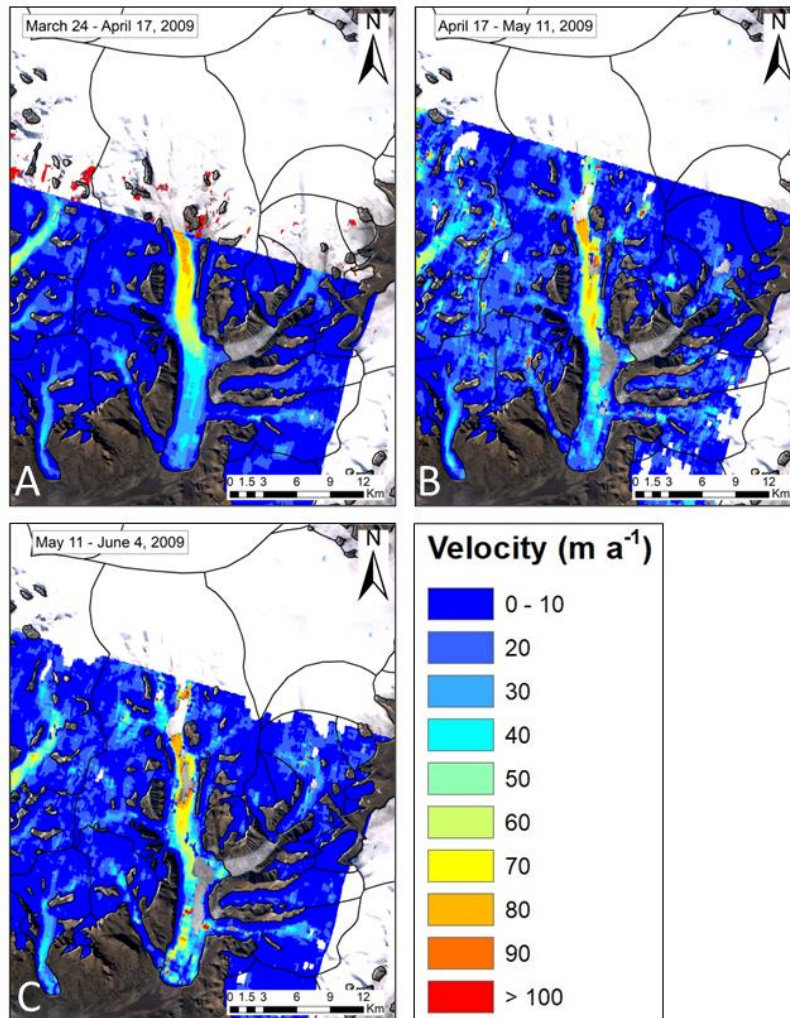 March 24 - April 17, 2009
N
A
0 1.5 3 6 9 12
Km
April 17 - May 11, 2009
N
B
0 1.5 3 6 9 12
Km
May 11 - June 4, 2009
N
C
0 1.5 3 6 9 12
Km
Velocity (m a⁻¹)
0 - 10
20
30
40
50
60
70
80
90
> 100